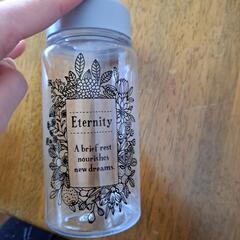 Eternity
A brief rest
nourishes
new dreams.